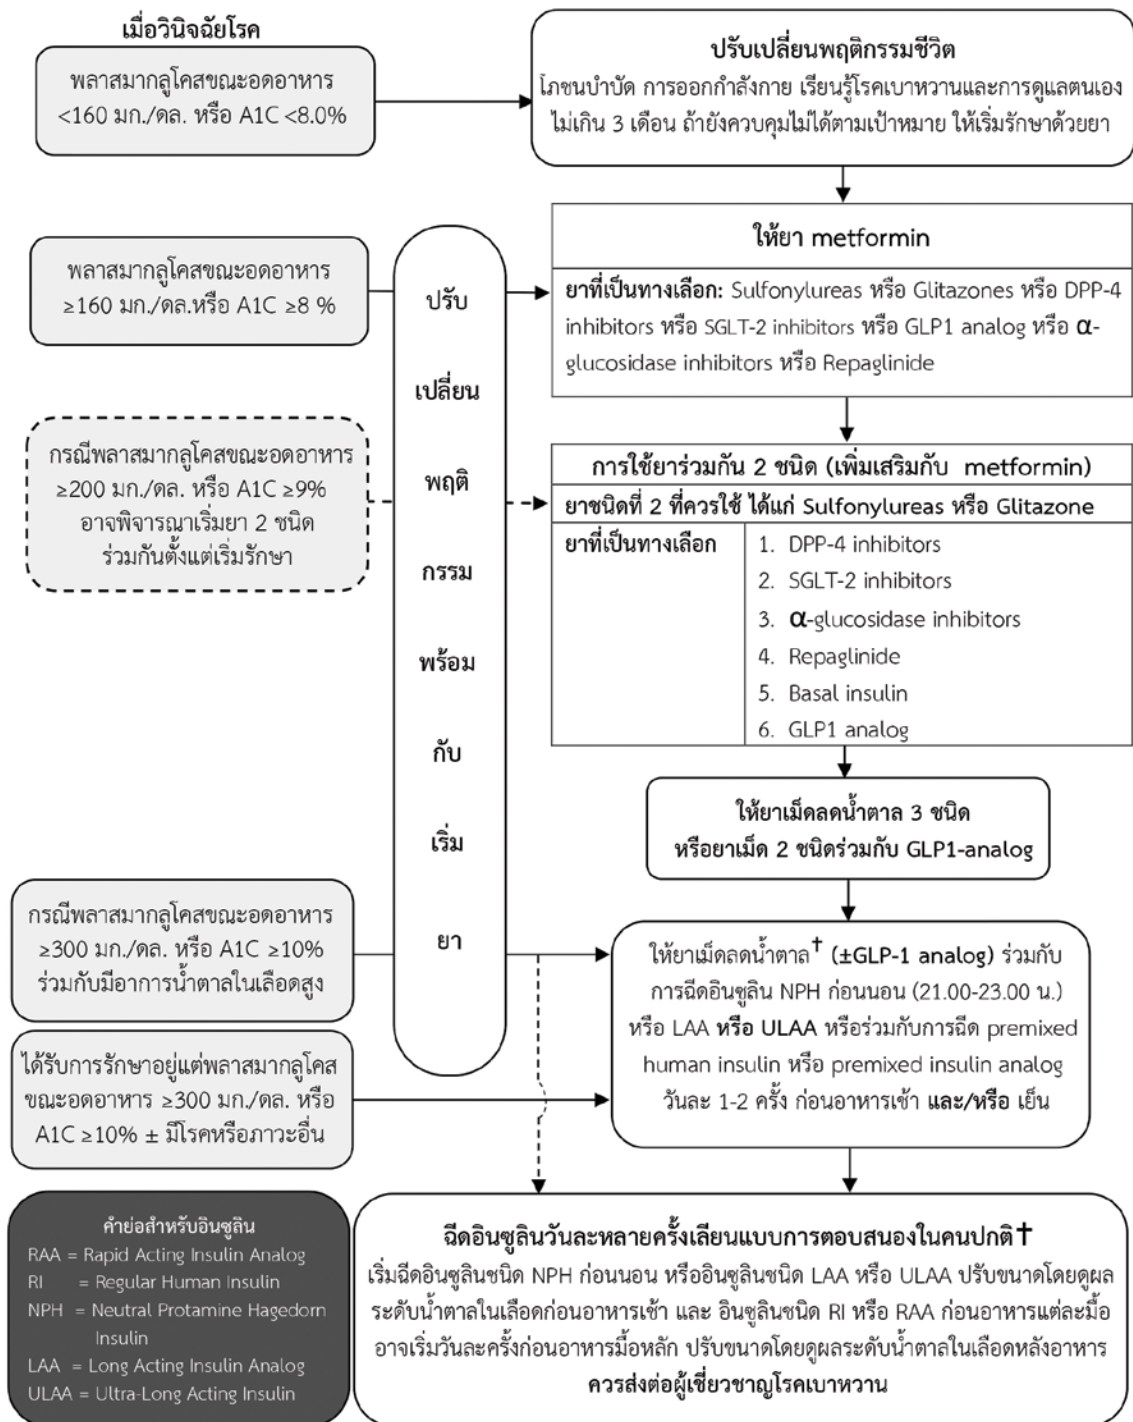 เมื่อวินิจฉัยโรค
พลาสมากลูโคสขณะอดอาหาร
<160 มก./ดล. หรือ A1C <8.0%
ปรับเปลี่ยนพฤติกรรมชีวิต
โภชนบำบัด การออกกำลังกาย เรียนรู้โรคเบาหวานและการดูแลตนเอง
ไม่เกิน 3 เดือน ถ้ายังควบคุมไม่ได้ตามเป้าหมาย ให้เริ่มรักษาด้วยยา
พลาสมากลูโคสขณะอดอาหาร
≥160 มก./ดล.หรือ A1C ≥8 %
ให้ยา metformin
ยาที่เป็นทางเลือก: Sulfonylureas หรือ Glitazones หรือ DPP-4
inhibitors หรือ SGLT-2 inhibitors หรือ GLP1 analog หรือ α-
glucosidase inhibitors หรือ Repaglinide
ปรับ
เปลี่ยน
พฤติ
กรรม
พร้อม
กับ
เริ่ม
ยา
กรณีพลาสมากลูโคสขณะอดอาหาร
≥200 มก./ดล. หรือ A1C ≥9%
อาจพิจารณาเริ่มยา 2 ชนิด
ร่วมกันตั้งแต่เริ่มรักษา
การใช้ยาร่วมกัน 2 ชนิด (เพิ่มเสริมกับ metformin)
ยาชนิดที่ 2 ที่ควรใช้ ได้แก่ Sulfonylureas หรือ Glitazone
ยาที่เป็นทางเลือก
1. DPP-4 inhibitors
2. SGLT-2 inhibitors
3. α-glucosidase inhibitors
4. Repaglinide
5. Basal insulin
6. GLP1 analog
ให้ยาเม็ดลดน้ำตาล 3 ชนิด
หรือยาเม็ด 2 ชนิดร่วมกับ GLP1-analog
กรณีพลาสมากลูโคสขณะอดอาหาร
≥300 มก./ดล. หรือ A1C ≥10%
ร่วมกับมีอาการน้ำตาลในเลือดสูง
ให้ยาเม็ดลดน้ำตาล† (±GLP-1 analog) ร่วมกับ
การฉีดอินซูลิน NPH ก่อนนอน (21.00-23.00 น.)
หรือ LAA หรือ ULAA หรือร่วมกับการฉีด premixed
human insulin หรือ premixed insulin analog
วันละ 1-2 ครั้ง ก่อนอาหารเช้า และ/หรือ เย็น
ได้รับการรักษาอยู่แต่พลาสมากลูโคส
ขณะอดอาหาร ≥300 มก./ดล. หรือ
A1C ≥10% ± มีโรคหรือภาวะอื่น
คำย่อสำหรับอินซูลิน
RAA = Rapid Acting Insulin Analog
RI = Regular Human Insulin
NPH = Neutral Protamine Hagedorn
Insulin
LAA = Long Acting Insulin Analog
ULAA = Ultra-Long Acting Insulin
ฉีดอินซูลินวันละหลายครั้งเลียนแบบการตอบสนองในคนปกติ†
เริ่มฉีดอินซูลินชนิด NPH ก่อนนอน หรืออินซูลินชนิด LAA หรือ ULAA ปรับขนาดโดยดูผล
ระดับน้ำตาลในเลือดก่อนอาหารเช้า และ อินซูลินชนิด RI หรือ RAA ก่อนอาหารแต่ละมื้อ
อาจเริ่มวันละครั้งก่อนอาหารมื้อหลัก ปรับขนาดโดยดูผลระดับน้ำตาลในเลือดหลังอาหาร
ควรส่งต่อผู้เชี่ยวชาญโรคเบาหวาน